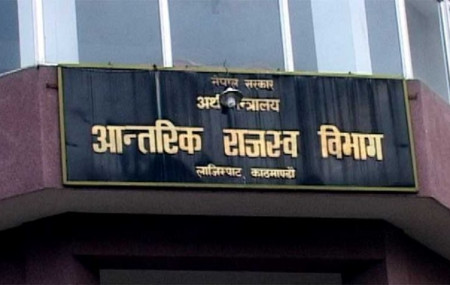 नेपाल सरकार
अर्थ मन्त्रालय
आन्तरिक राजस्व विभाग
लाजिम्पाट, काठमाण्डौ